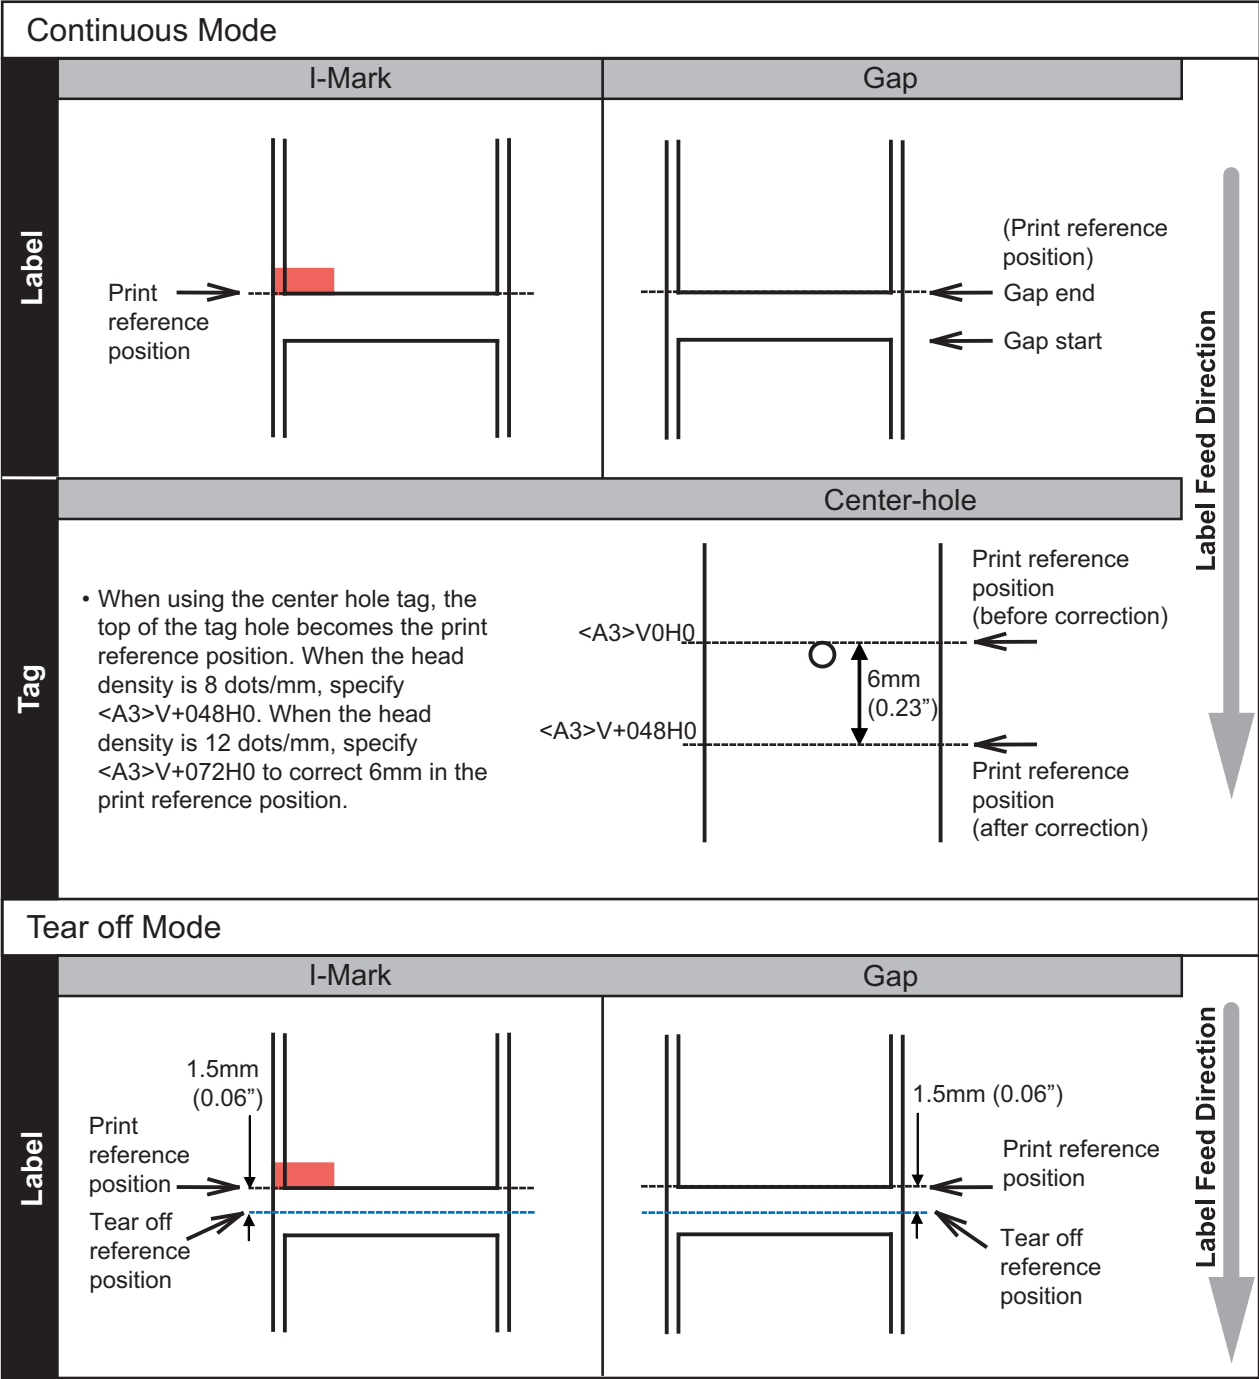 Continuous Mode
I-Mark
Gap
Label
Print
reference
position
(Print reference
position)
Gap end
Gap start
Label Feed Direction
Center-hole
Tag
• When using the center hole tag, the
top of the tag hole becomes the print
reference position. When the head
density is 8 dots/mm, specify
<A3>V+048H0. When the head
density is 12 dots/mm, specify
<A3>V+072H0 to correct 6mm in the
print reference position.
<A3>V0H0
<A3>V+048H0
6mm
(0.23”)
Print reference
position
(before correction)
Print reference
position
(after correction)
Tear off Mode
I-Mark
Gap
Label
1.5mm
(0.06”)
Print
reference
position
Tear off
reference
position
1.5mm (0.06”)
Print reference
position
Tear off
reference
position
Label Feed Direction